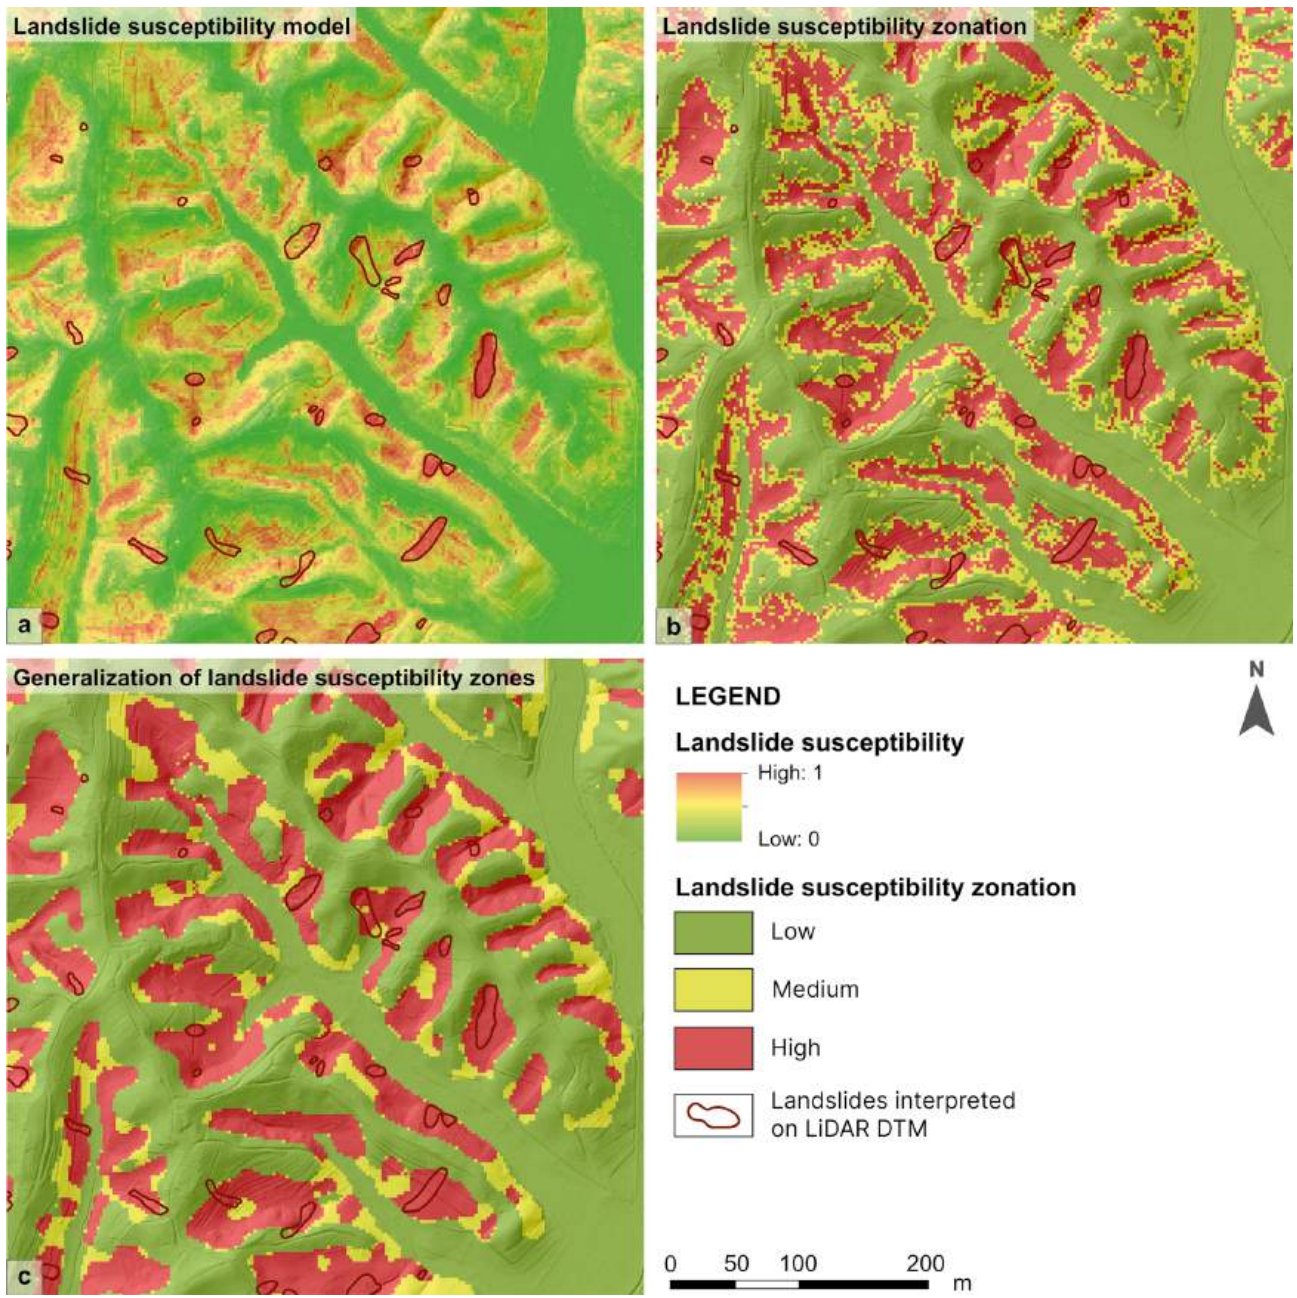 Landslide susceptibility model
Landslide susceptibility zonation
a
b
Generalization of landslide susceptibility zones
c
N
LEGEND
Landslide susceptibility
High: 1
Low: 0
Landslide susceptibility zonation
Low
Medium
High
Landslides interpreted
on LiDAR DTM
0 50 100 200
m